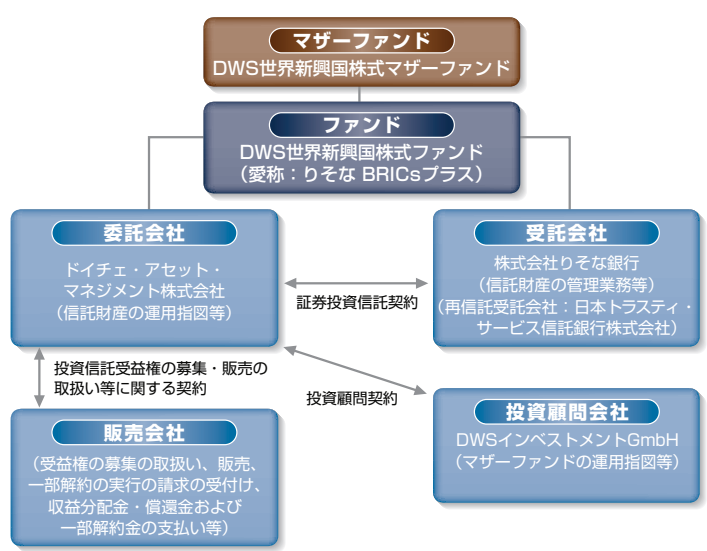 マザーファンド
DWS世界新興国株式マザーファンド
ファンド
DWS世界新興国株式ファンド
（愛称：りそな BRICsプラス）
委託会社
ドイチェ・アセット・
マネジメント株式会社
（信託財産の運用指図等）
証券投資信託契約
受託会社
株式会社りそな銀行
（信託財産の管理業務等）
（再信託受託会社：日本トラスティ・
サービス信託銀行株式会社）
投資信託受益権の募集・販売の
取扱い等に関する契約
投資顧問契約
販売会社
（受益権の募集の取扱い、販売、
一部解約の実行の請求の受付け、
収益分配金・償還金および
一部解約金の支払い等）
投資顧問会社
DWSインベストメントGmbH
（マザーファンドの運用指図等）